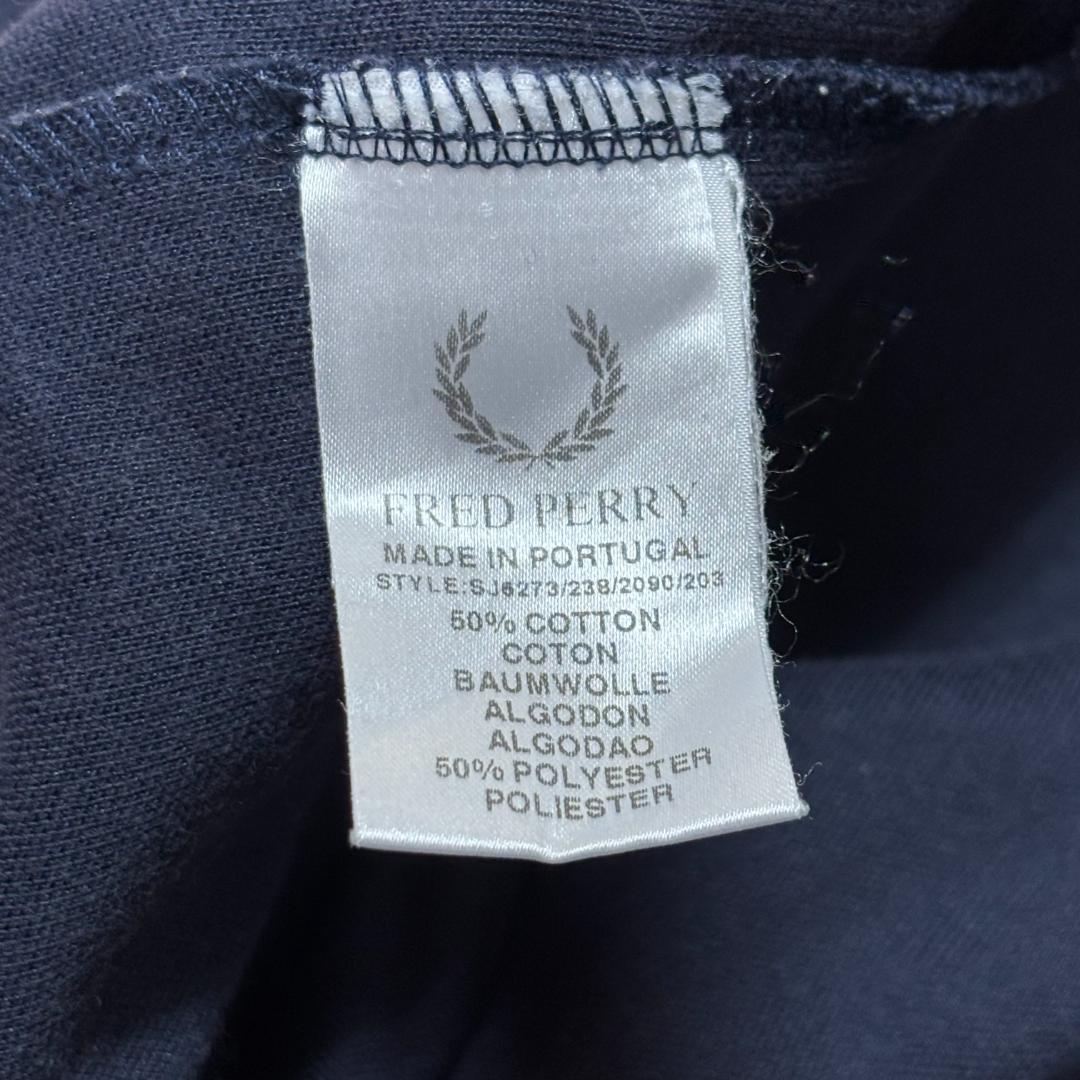 FRED PERRY
MADE IN PORTUGAL
STYLE:SJ6273/238/2090/203
50% COTTON
COTON
BAUMWOLLE
ALGODON
ALGODAO
50% POLYESTER
POLIESTER